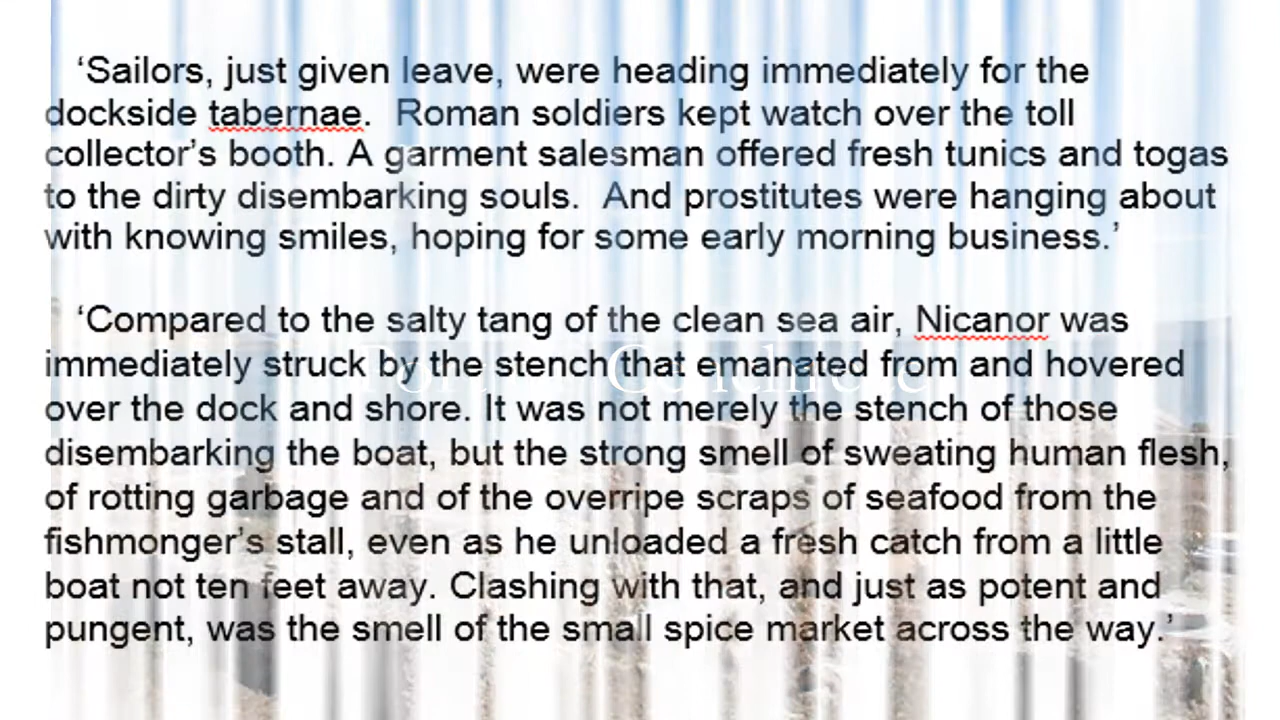 ‘Sailors, just given leave, were heading immediately for the
dockside tabernae.  Roman soldiers kept watch over the toll
collector’s booth. A garment salesman offered fresh tunics and togas
to the dirty disembarking souls.  And prostitutes were hanging about
with knowing smiles, hoping for some early morning business.’
‘Compared to the salty tang of the clean sea air, Nicanor was
immediately struck by the stench that emanated from and hovered
over the dock and shore. It was not merely the stench of those
disembarking the boat, but the strong smell of sweating human flesh,
of rotting garbage and of the overripe scraps of seafood from the
fishmonger’s stall, even as he unloaded a fresh catch from a little
boat not ten feet away. Clashing with that, and just as potent and
pungent, was the smell of the small spice market across the way.’